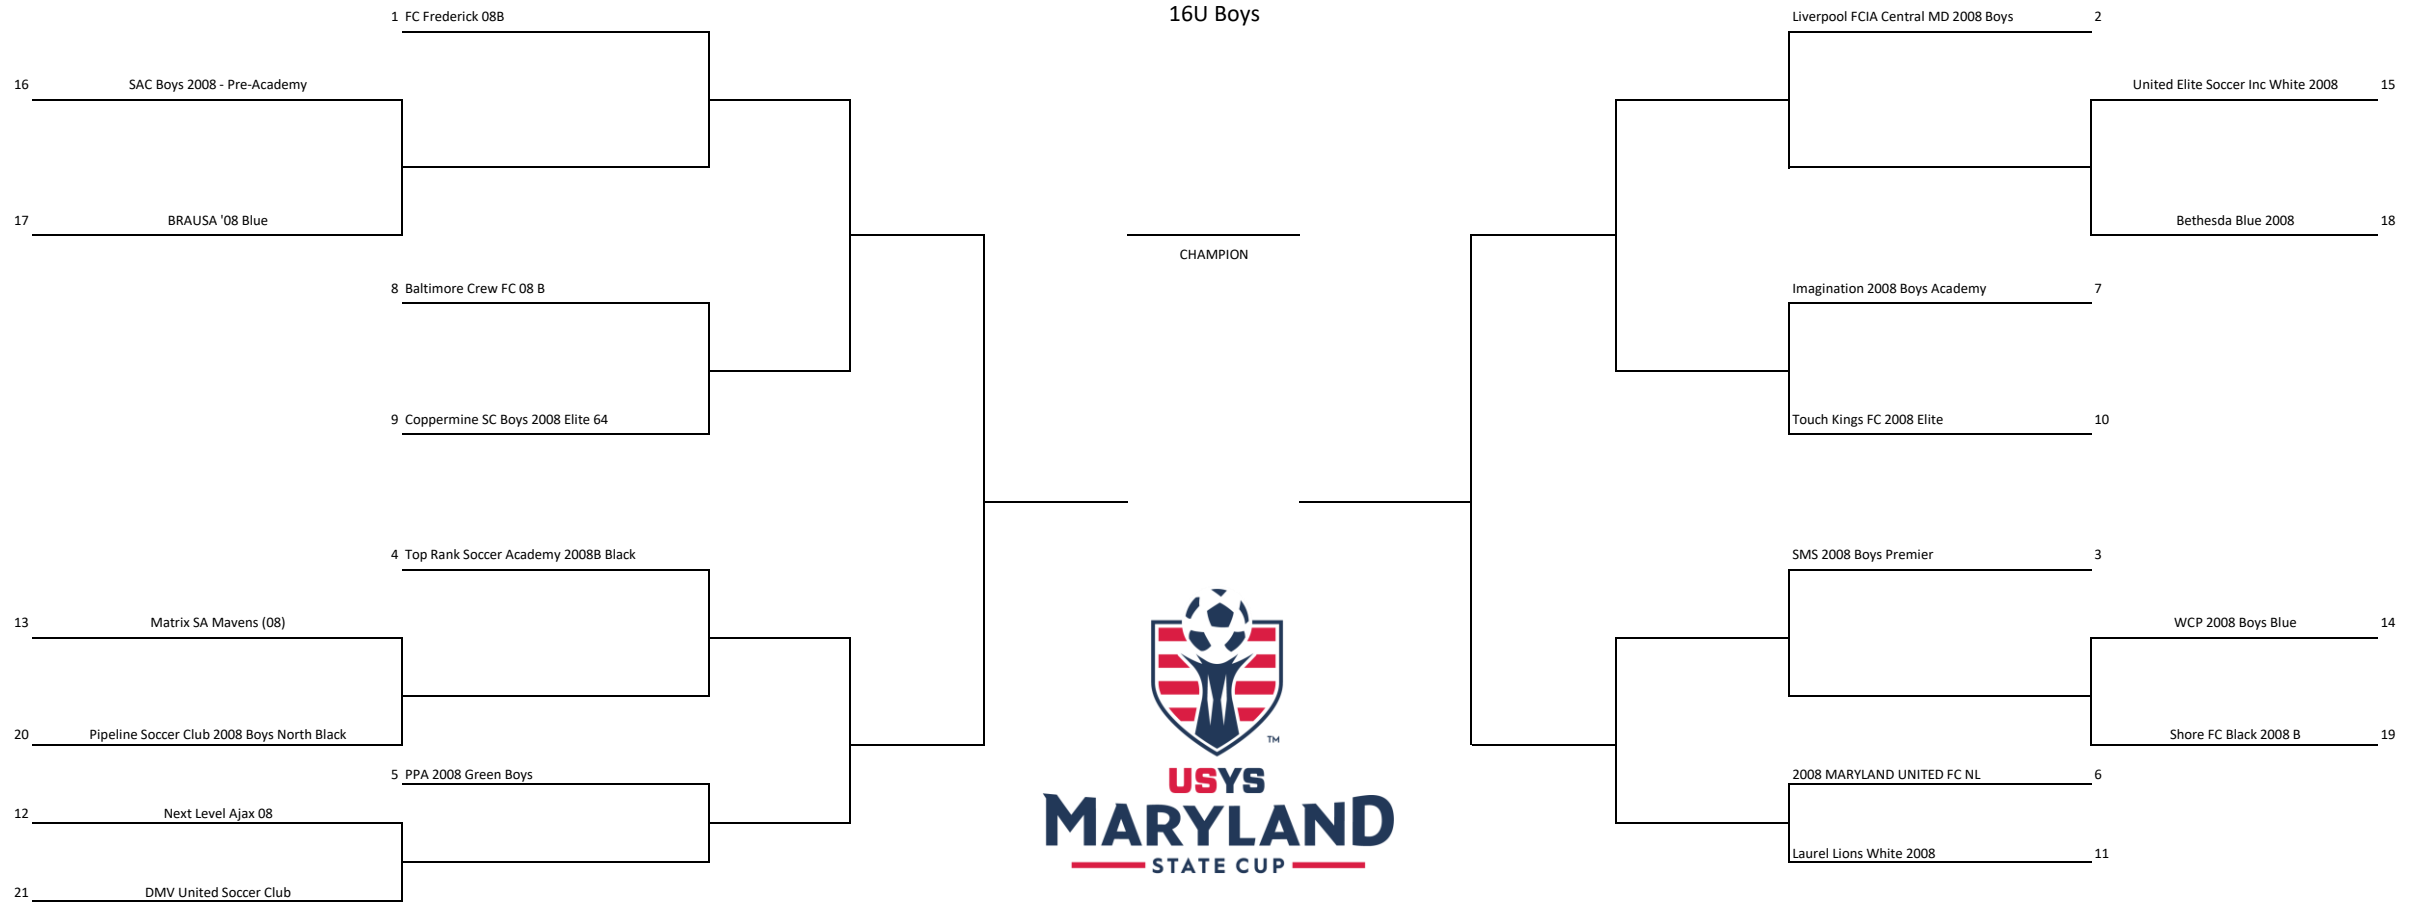 16U Boys
1 FC Frederick 08B
Liverpool FCIA Central MD 2008 Boys 2
16 SAC Boys 2008 - Pre-Academy
United Elite Soccer Inc White 2008 15
17 BRAUSA '08 Blue
Bethesda Blue 2008 18
CHAMPION
8 Baltimore Crew FC 08 B
Imagination 2008 Boys Academy 7
9 Coppermine SC Boys 2008 Elite 64
Touch Kings FC 2008 Elite 10
4 Top Rank Soccer Academy 2008B Black
SMS 2008 Boys Premier 3
13 Matrix SA Mavens (08)
WCP 2008 Boys Blue 14
20 Pipeline Soccer Club 2008 Boys North Black
Shore FC Black 2008 B 19
5 PPA 2008 Green Boys
2008 MARYLAND UNITED FC NL 6
12 Next Level Ajax 08
Laurel Lions White 2008 11
21 DMV United Soccer Club
TM
USYS
MARYLAND
STATE CUP